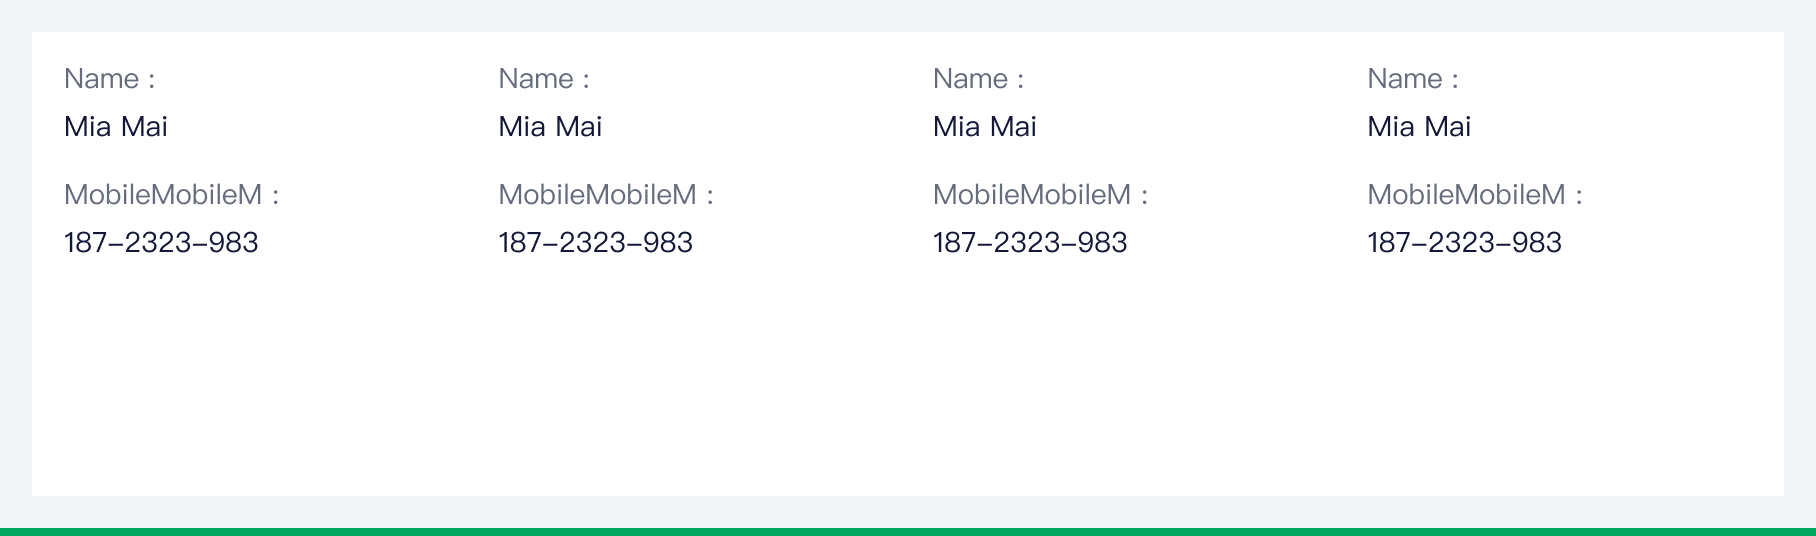 Name : Name : Name : Name :
Mia Mai Mia Mai Mia Mai Mia Mai
MobileMobileM : MobileMobileM : MobileMobileM : MobileMobileM :
187–2323–983 187–2323–983 187–2323–983 187–2323–983